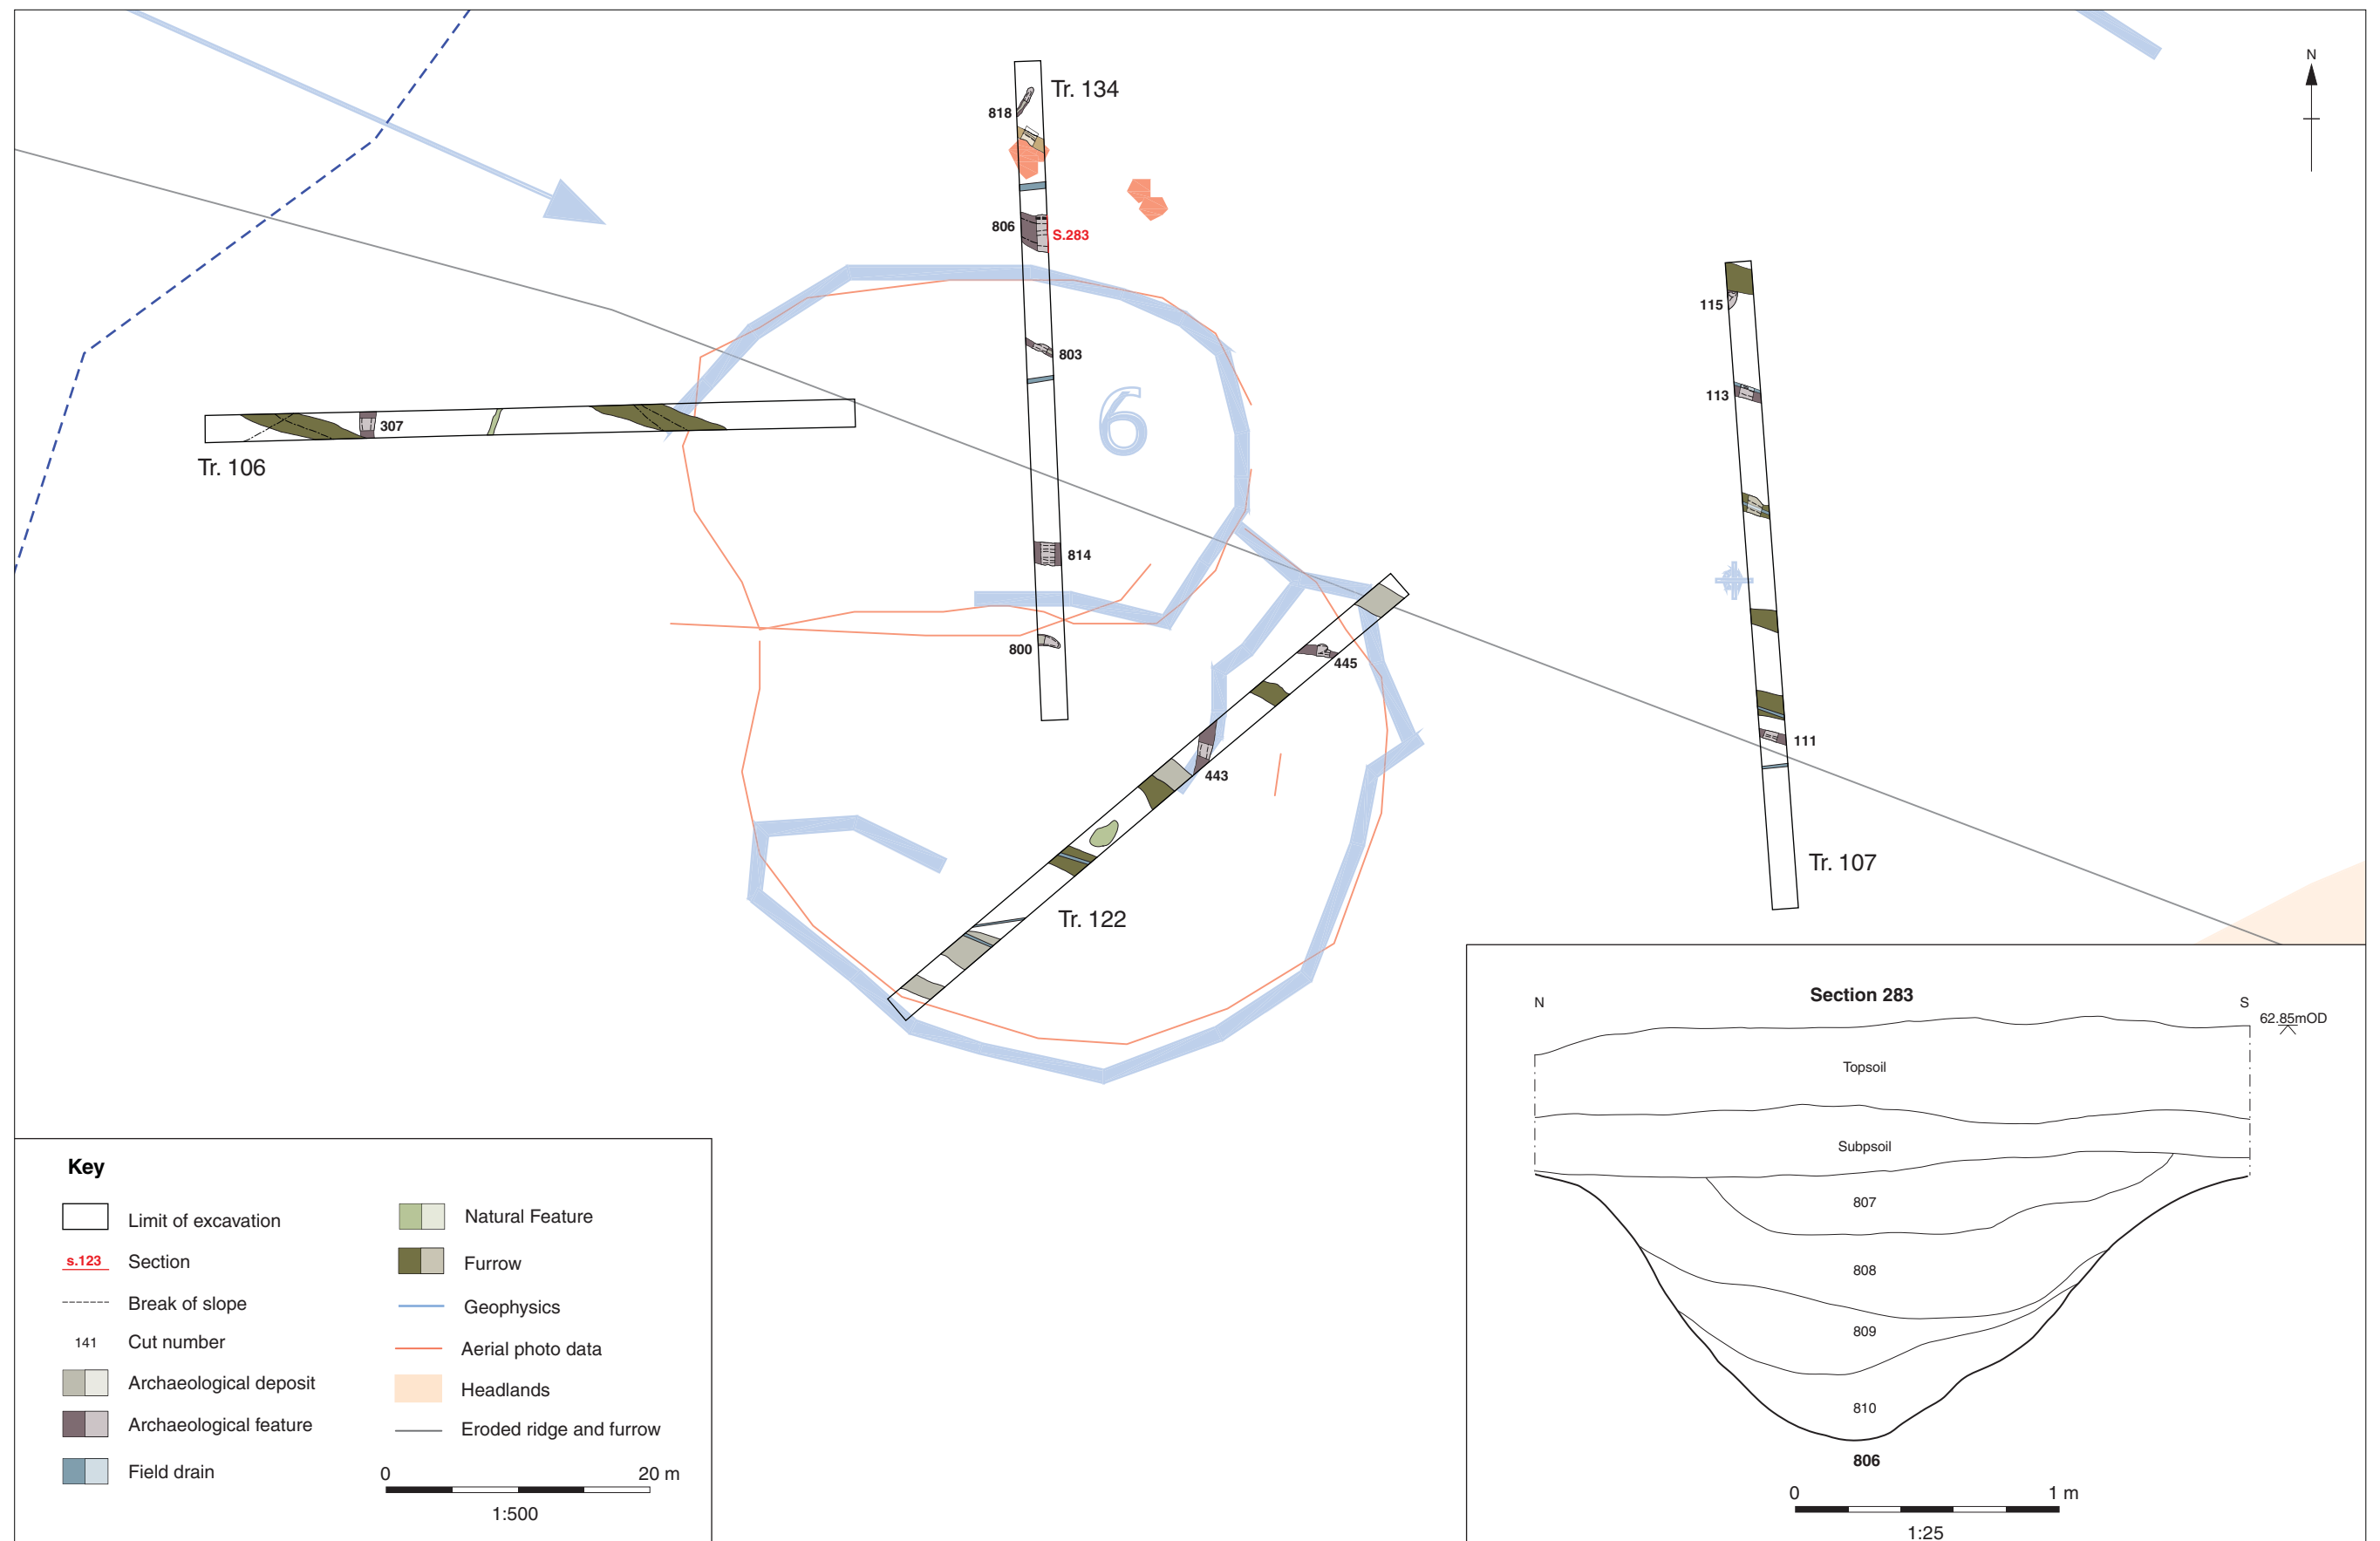 N
Tr. 134
818
806
S.283
115
803
6
113
307
Tr. 106
814
800
445
111
443
Tr. 107
Tr. 122
Section 283
N
S
62.85mOD
Topsoil
Subpsoil
807
808
809
810
806
0 1 m
1:25
Key
Limit of excavation
s.123 Section
Break of slope
141 Cut number
Archaeological deposit
Archaeological feature
Field drain
Natural Feature
Furrow
Geophysics
Aerial photo data
Headlands
Eroded ridge and furrow
0 20 m
1:500